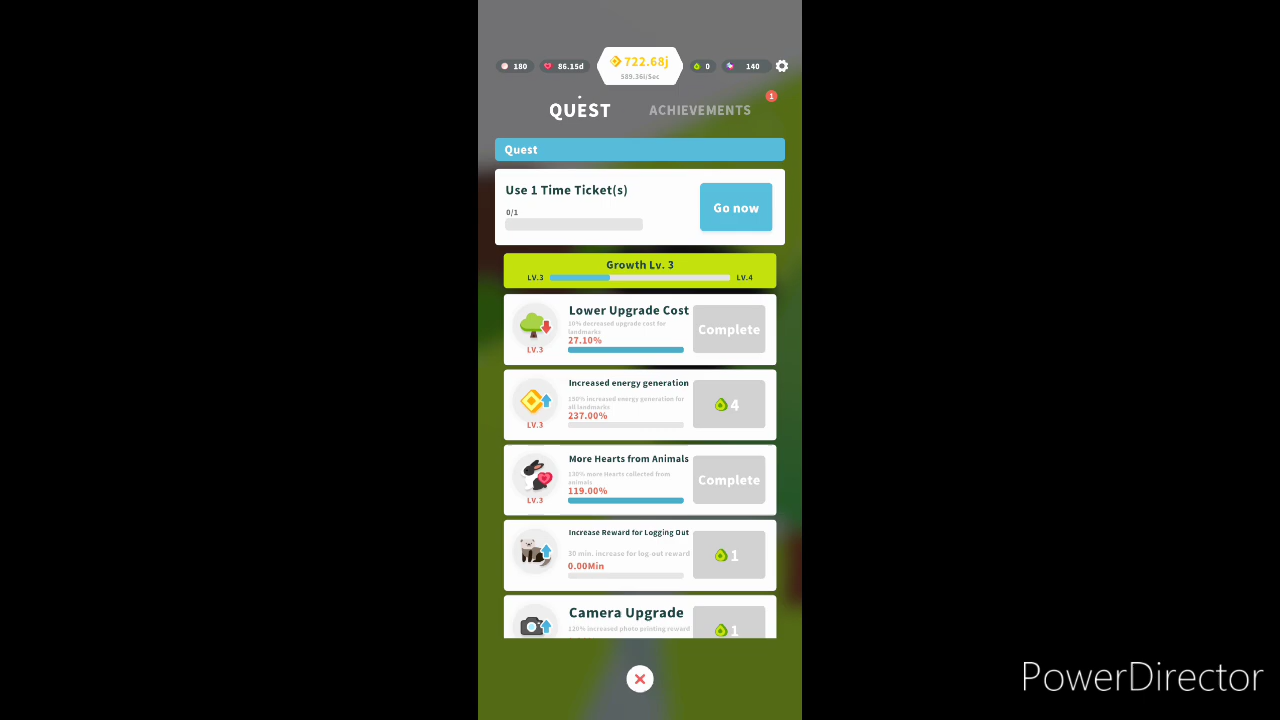 180
86.15d
722.68j
589.36i/Sec
0
140
QUEST
ACHIEVEMENTS
1
Quest
Use 1 Time Ticket(s)
0/1
Go now
Growth Lv. 3
LV.3
LV.4
Lower Upgrade Cost
10% decreased upgrade cost for
landmarks
27.10%
LV.3
Complete
Increased energy generation
150% increased energy generation for
all landmarks
237.00%
LV.3
4
More Hearts from Animals
130% more Hearts collected from
animals
119.00%
LV.3
Complete
Increase Reward for Logging Out
30 min. increase for log-out reward
0.00Min
1
Camera Upgrade
120% increased photo printing reward
1
PowerDirector